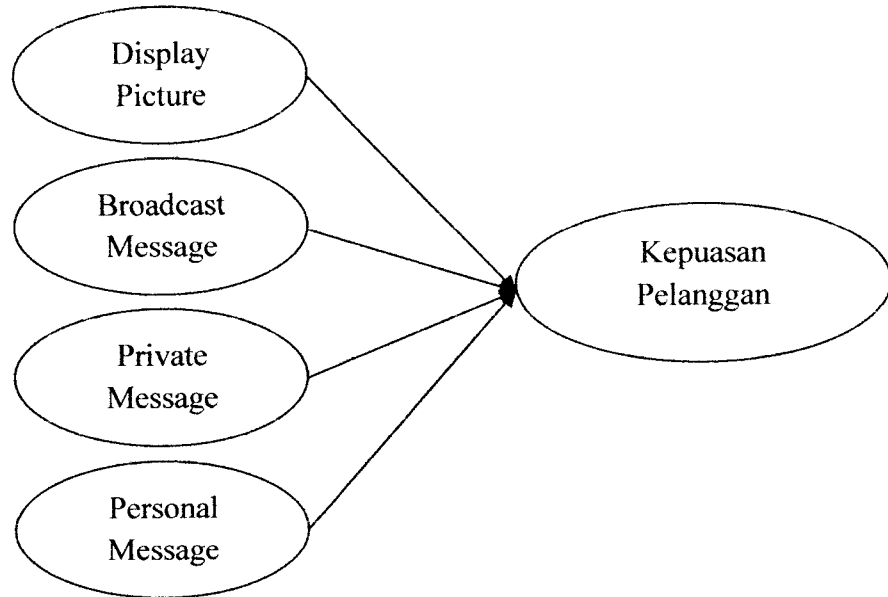 Display
Picture
Broadcast
Message
Private
Message
Personal
Message
Kepuasan
Pelanggan